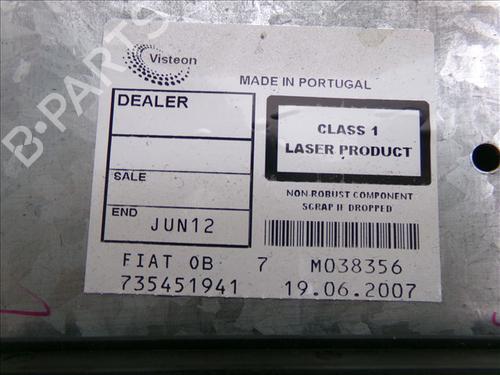 Visteon
MADE IN PORTUGAL
DEALER
CLASS 1
LASER PRODUCT
SALE
NON-ROBUST COMPONENT
SCRAP IF DROPPED
END JUN12
FIAT 0B 7 M038356
735451941 19.06.2007
B-PARTS